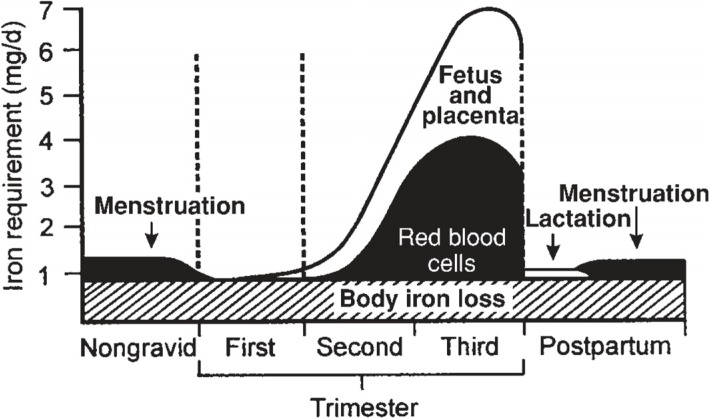 Iron requirement (mg/d)
7
6
5
4
3
2
1
Menstruation
Fetus
and
placenta
Red blood
cells
Menstruation
Lactation
Body iron loss
Nongravid
First
Second
Third
Postpartum
Trimester